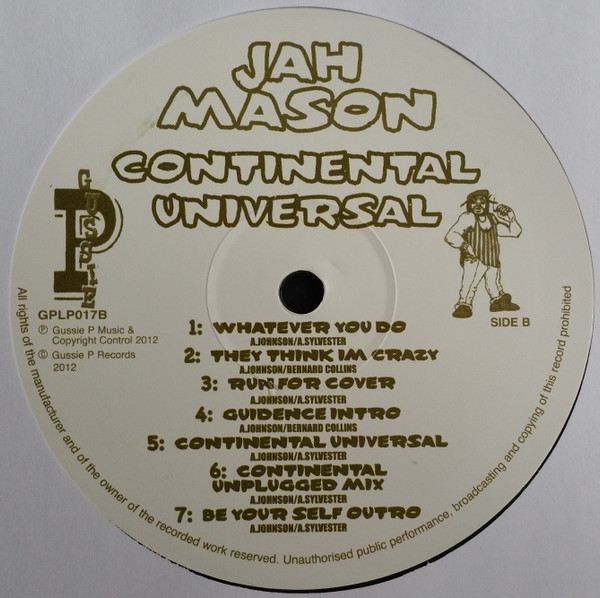 JAH
MASON
CONTINENTAL
UNIVERSAL
GUSSIE
P
GPLP017B
℗ Gussie P Music &
Copyright Control 2012
© Gussie P Records
2012
SIDE B
1: WHATEVER YOU DO
A.JOHNSON/A.SYLVESTER
2: THEY THINK IM CRAZY
A.JOHNSON/BERNARD COLLINS
3: RUN FOR COVER
A.JOHNSON/A.SYLVESTER
4: GUIDENCE INTRO
A.JOHNSON/BERNARD COLLINS
5: CONTINENTAL UNIVERSAL
A.JOHNSON/A.SYLVESTER
6: CONTINENTAL
UNPLUGGED MIX
A.JOHNSON/A.SYLVESTER
7: BE YOUR SELF OUTRO
A.JOHNSON/A.SYLVESTER
All rights of the manufacturer and of the owner of the recorded work reserved. Unauthorised public performance, broadcasting and copying of this record prohibited